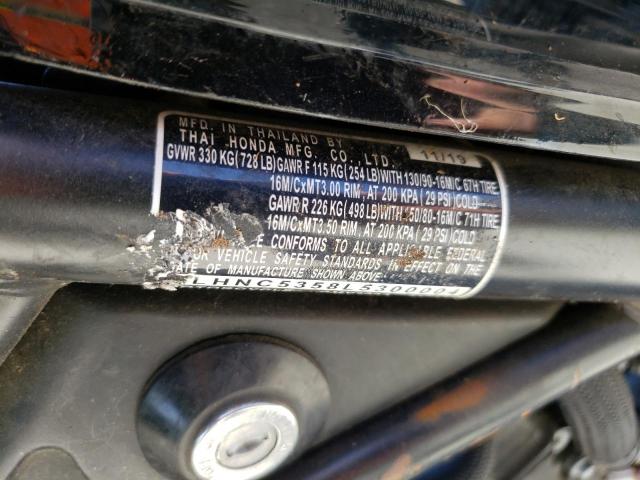 MFD. IN THAILAND BY
THAI HONDA MFG. CO., LTD. 11/19
GVWR 330 KG(728 LB)GAWR F 115 KG(254 LB)WITH 130/90-16M/C 67H TIRE
16M/CxMT3.00 RIM, AT 200 KPA(29 PSI)COLD
GAWR R 226 KG(498 LB)WITH 150/80-16M/C 71H TIRE
16M/CxMT3.50 RIM, AT 200 KPA(29 PSI)COLD
CONFORMS TO ALL APPLICABLE FEDERAL
VEHICLE SAFETY STANDARDS IN EFFECT ON THE
OF MANUFACTURE SHOWN ABOVE.
LHNC5358L530000